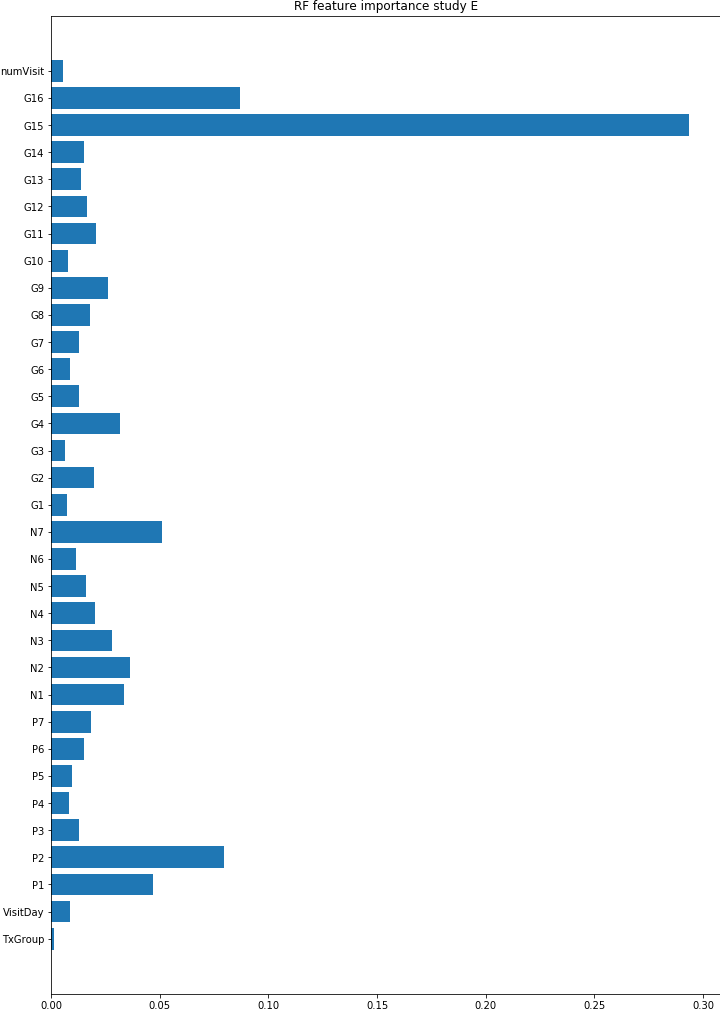 RF feature importance study E
numVisit
G16
G15
G14
G13
G12
G11
G10
G9
G8
G7
G6
G5
G4
G3
G2
G1
N7
N6
N5
N4
N3
N2
N1
P7
P6
P5
P4
P3
P2
P1
VisitDay
TxGroup
0.00 0.05 0.10 0.15 0.20 0.25 0.30